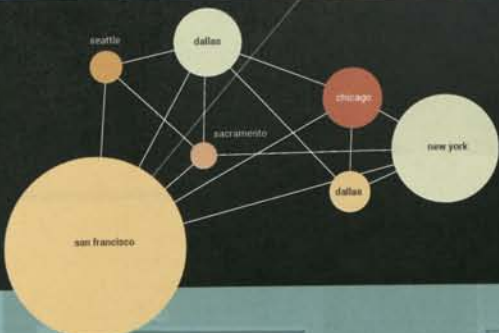 seattle
dallas
chicago
sacramento
new york
dallas
san francisco